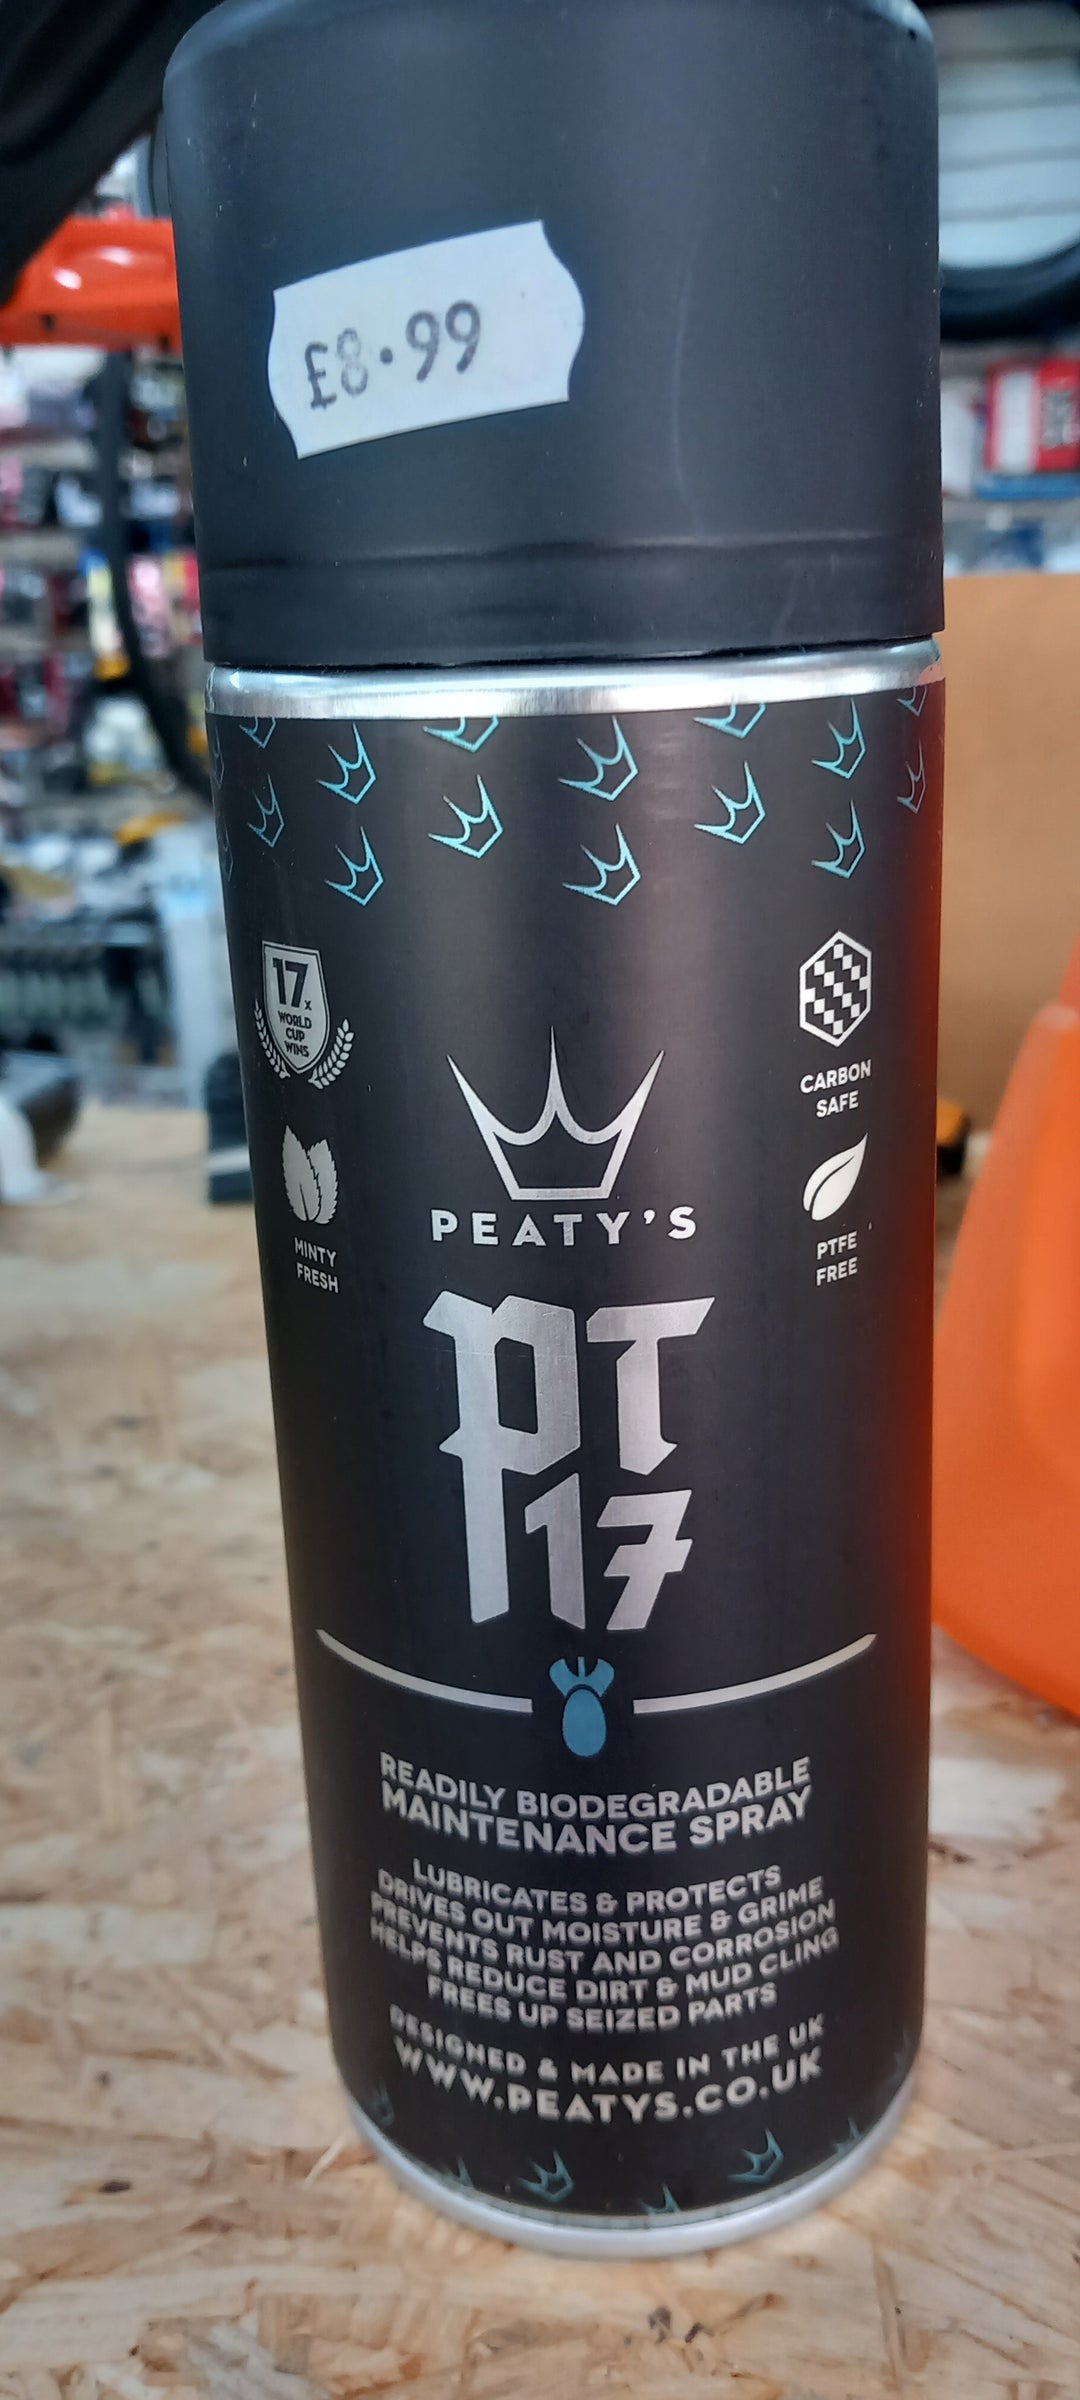 £8.99
17x
WORLD
CUP
WINS
CARBON
SAFE
MINTY
FRESH
PTFE
FREE
PEATY'S
PT
17
READILY BIODEGRADABLE
MAINTENANCE SPRAY
LUBRICATES & PROTECTS
DRIVES OUT MOISTURE & GRIME
PREVENTS RUST AND CORROSION
HELPS REDUCE DIRT & MUD CLING
FREES UP SEIZED PARTS
DESIGNED & MADE IN THE UK
WWW.PEATYS.CO.UK